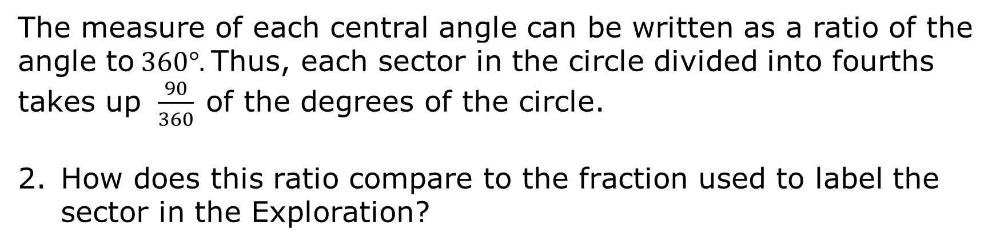 The measure of each central angle can be written as a ratio of the
angle to 360°. Thus, each sector in the circle divided into fourths
takes up 90/360 of the degrees of the circle.
2. How does this ratio compare to the fraction used to label the
sector in the Exploration?